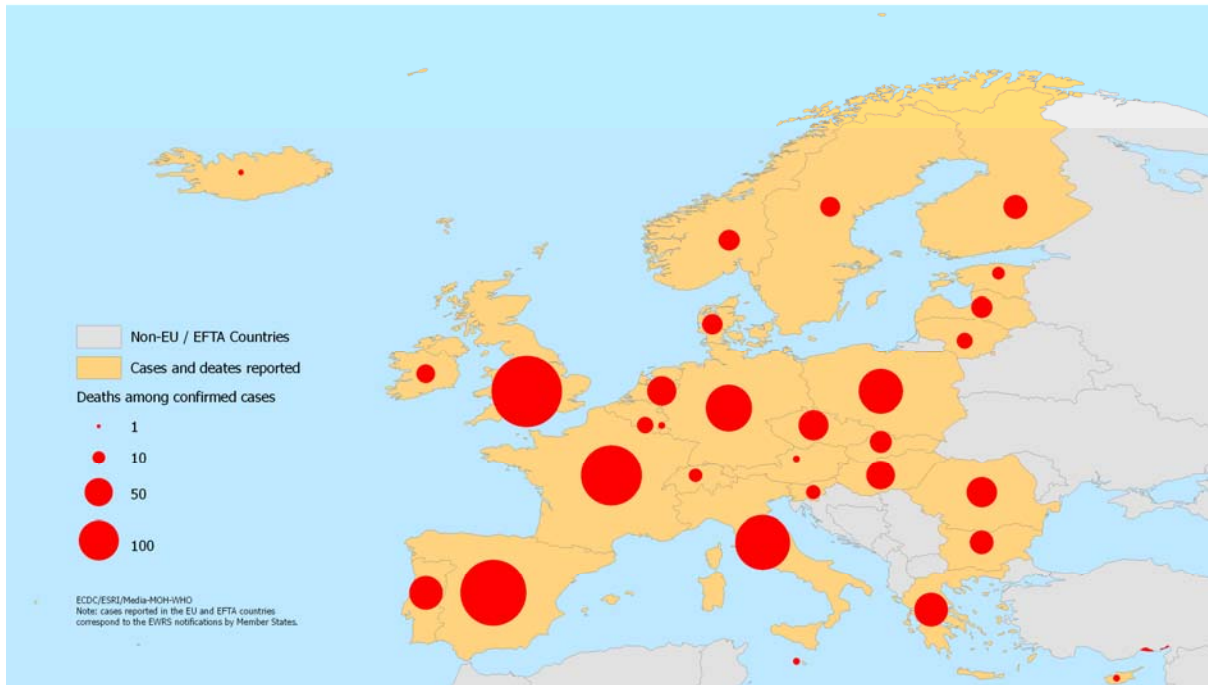 Non-EU / EFTA Countries
Cases and deates reported
Deaths among confirmed cases
1
10
50
100
ECDC/ESRI/Media-MOH-WHO
Note: cases reported in the EU and EFTA countries
correspond to the EWRS notifications by Member States.